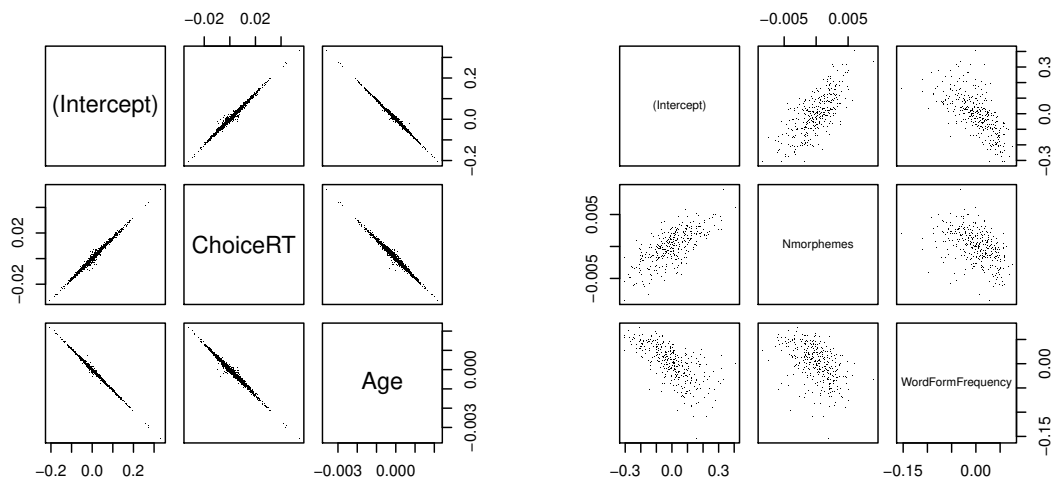 −0.02 0.02
(Intercept)
0.2
0.0
−0.2
0.02
−0.02
ChoiceRT
Age
0.000
−0.003
−0.2 0.0 0.2
−0.003 0.000
−0.005 0.005
(Intercept)
0.3
0.0
−0.3
0.005
−0.005
Nmorphemes
WordFormFrequency
0.00
−0.15
−0.3 0.0 0.3
−0.15 0.00